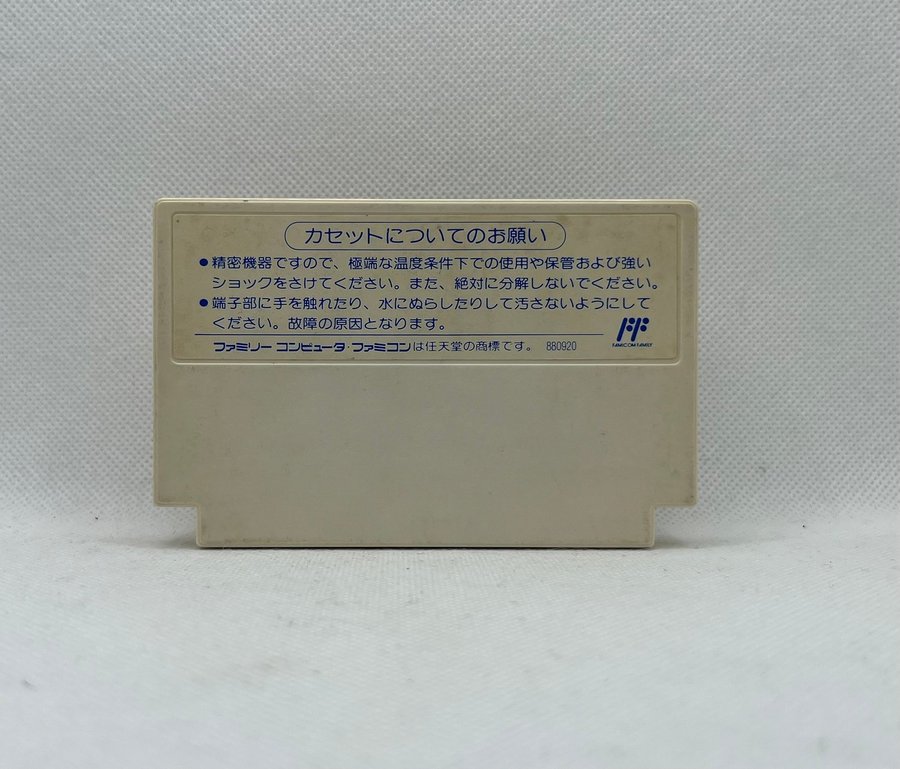 カセットについてのお願い
●精密機器ですので、極端な温度条件下での使用や保管および強い
ショックをさけてください。また、絶対に分解しないでください。
●端子部に手を触れたり、水にぬらしたりして汚さないようにして
ください。故障の原因となります。
FAMICOM FAMILY
ファミリー コンピュータ・ファミコンは任天堂の商標です。 880920